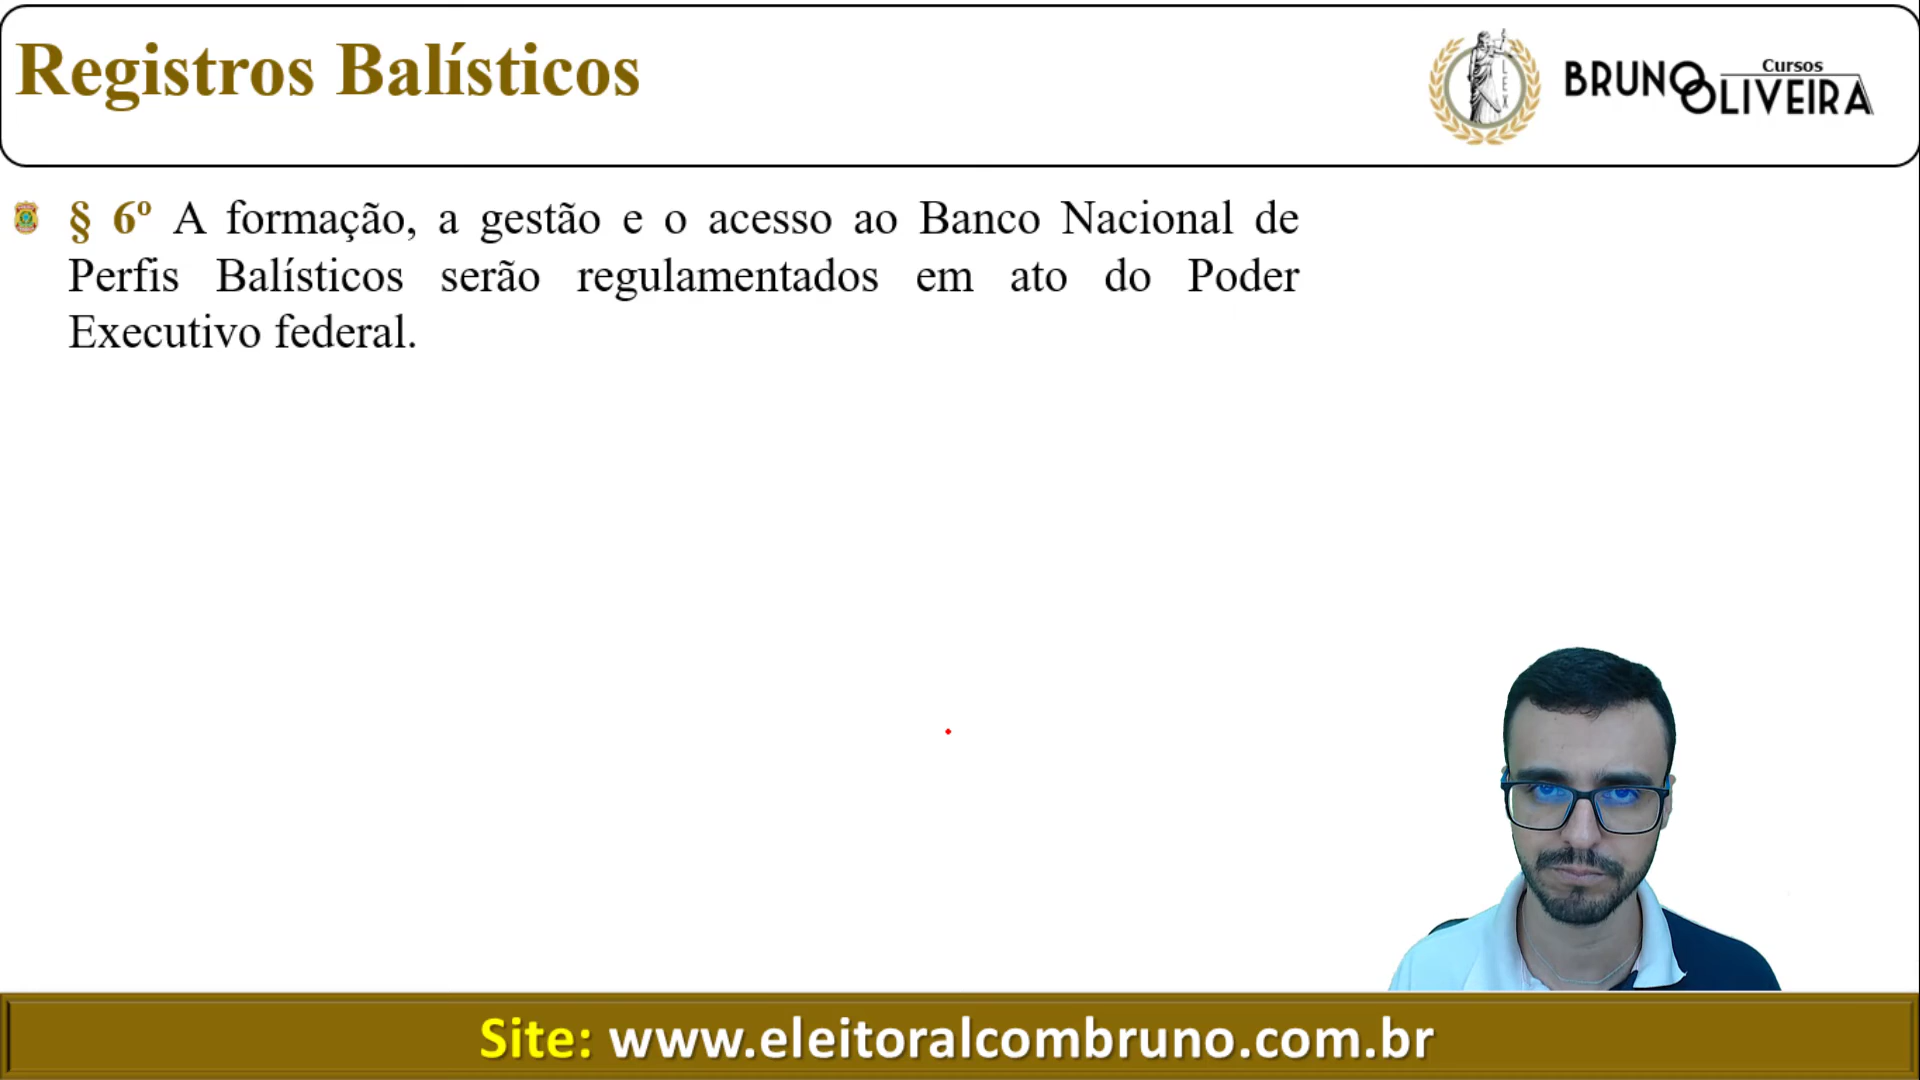 Registros Balísticos
LEX
Cursos
BRUNO OLIVEIRA
§ 6º A formação, a gestão e o acesso ao Banco Nacional de
Perfis Balísticos serão regulamentados em ato do Poder
Executivo federal.
Site: www.eleitoralcombruno.com.br